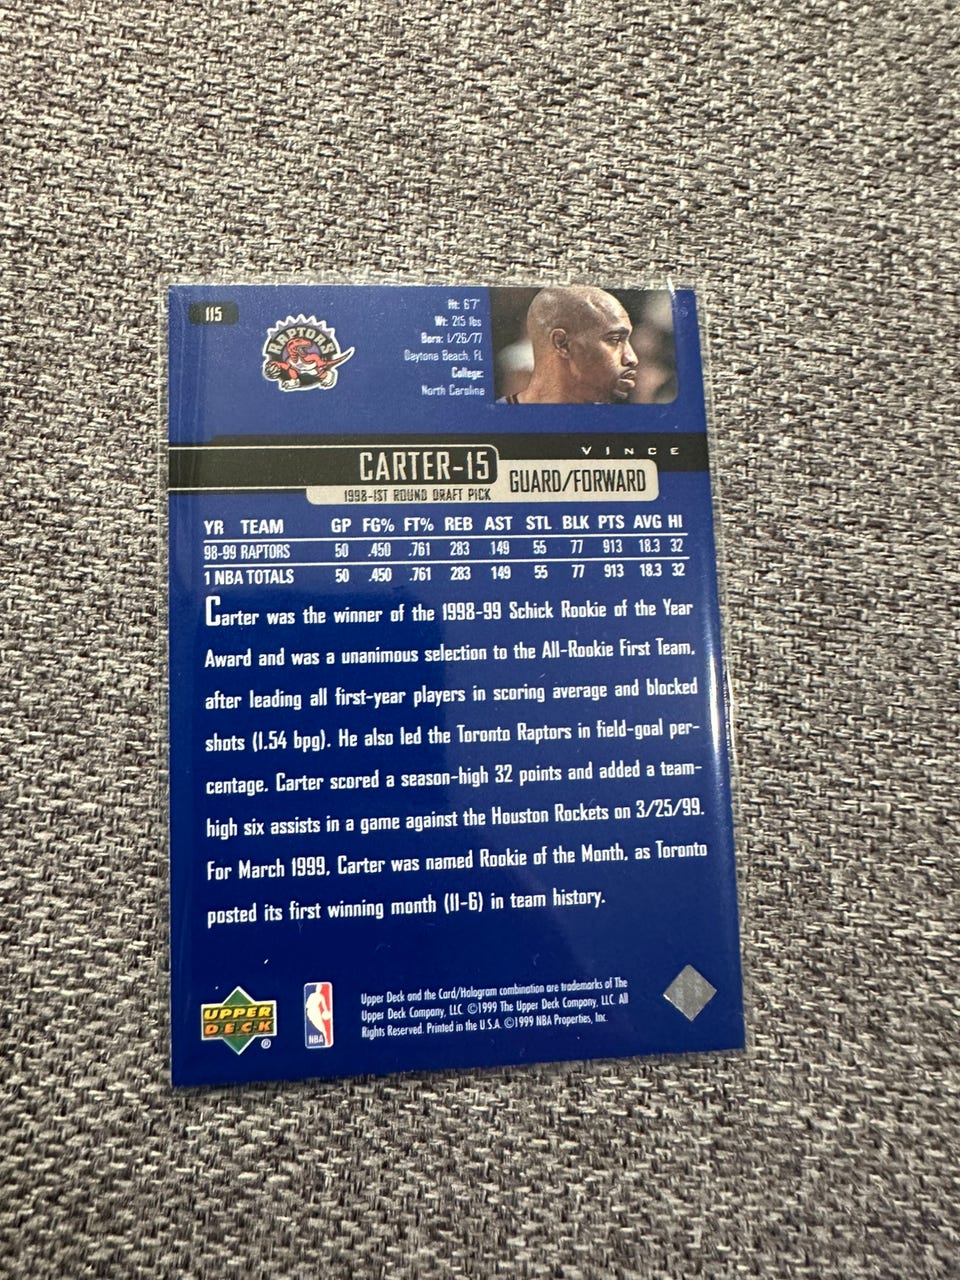 115
RAPTORS
Ht: 6'7"
Wt: 215 lbs
Born: 1/26/77
Daytona Beach, FL
College:
North Carolina
VINCE
CARTER-15
GUARD/FORWARD
1998-1ST ROUND DRAFT PICK
YR TEAM GP FG% FT% REB AST STL BLK PTS AVG HI
98-99 RAPTORS 50 .450 .761 283 149 55 77 913 18.3 32
1 NBA TOTALS 50 .450 .761 283 149 55 77 913 18.3 32
Carter was the winner of the 1998-99 Schick Rookie of the Year
Award and was a unanimous selection to the All-Rookie First Team,
after leading all first-year players in scoring average and blocked
shots (1.54 bpg). He also led the Toronto Raptors in field-goal per-
centage. Carter scored a season-high 32 points and added a team-
high six assists in a game against the Houston Rockets on 3/25/99.
For March 1999, Carter was named Rookie of the Month, as Toronto
posted its first winning month (11-6) in team history.
UPPER
DECK
®
NBA
Upper Deck and the Card/Hologram combination are trademarks of The
Upper Deck Company, LLC. ©1999 The Upper Deck Company, LLC. All
Rights Reserved. Printed in the U.S.A. ©1999 NBA Properties, Inc.